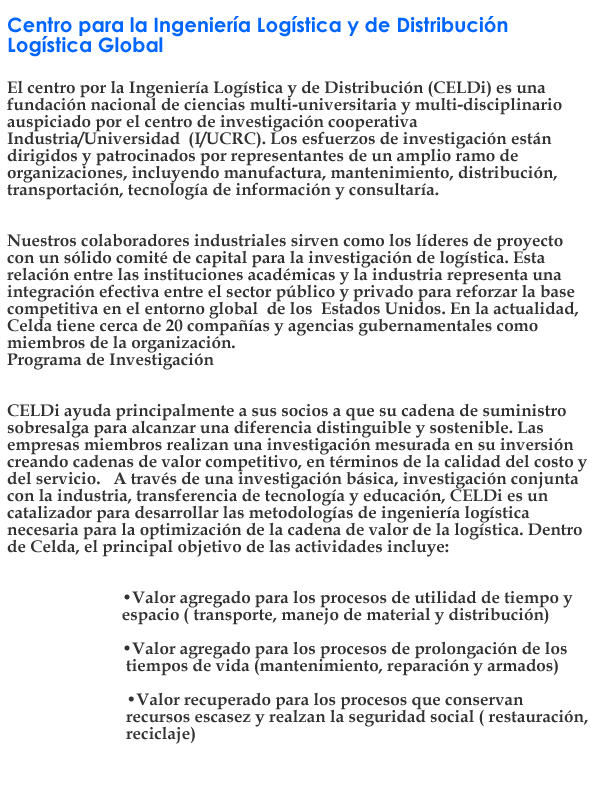 Centro para la Ingeniería Logística y de Distribución
Logística Global
El centro por la Ingeniería Logística y de Distribución (CELDi) es una
fundación nacional de ciencias multi-universitaria y multi-disciplinario
auspiciado por el centro de investigación cooperativa
Industria/Universidad (I/UCRC). Los esfuerzos de investigación están
dirigidos y patrocinados por representantes de un amplio ramo de
organizaciones, incluyendo manufactura, mantenimiento, distribución,
transportación, tecnología de información y consultaría.
Nuestros colaboradores industriales sirven como los líderes de proyecto
con un sólido comité de capital para la investigación de logística. Esta
relación entre las instituciones académicas y la industria representa una
integración efectiva entre el sector público y privado para reforzar la base
competitiva en el entorno global de los Estados Unidos. En la actualidad,
Celda tiene cerca de 20 compañías y agencias gubernamentales como
miembros de la organización.
Programa de Investigación
CELDi ayuda principalmente a sus socios a que su cadena de suministro
sobresalga para alcanzar una diferencia distinguible y sostenible. Las
empresas miembros realizan una investigación mesurada en su inversión
creando cadenas de valor competitivo, en términos de la calidad del costo y
del servicio. A través de una investigación básica, investigación conjunta
con la industria, transferencia de tecnología y educación, CELDi es un
catalizador para desarrollar las metodologías de ingeniería logística
necesaria para la optimización de la cadena de valor de la logística. Dentro
de Celda, el principal objetivo de las actividades incluye:
•Valor agregado para los procesos de utilidad de tiempo y
espacio ( transporte, manejo de material y distribución)
•Valor agregado para los procesos de prolongación de los
tiempos de vida (mantenimiento, reparación y armados)
•Valor recuperado para los procesos que conservan
recursos escasez y realzan la seguridad social ( restauración,
reciclaje)